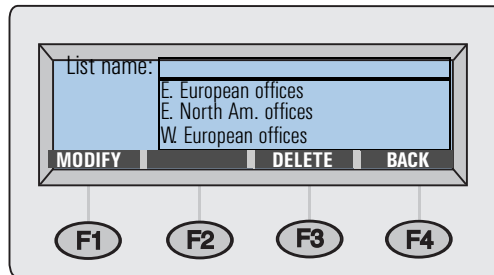 List name:
E. European offices
E. North Am. offices
W. European offices
MODIFY DELETE BACK
F1 F2 F3 F4